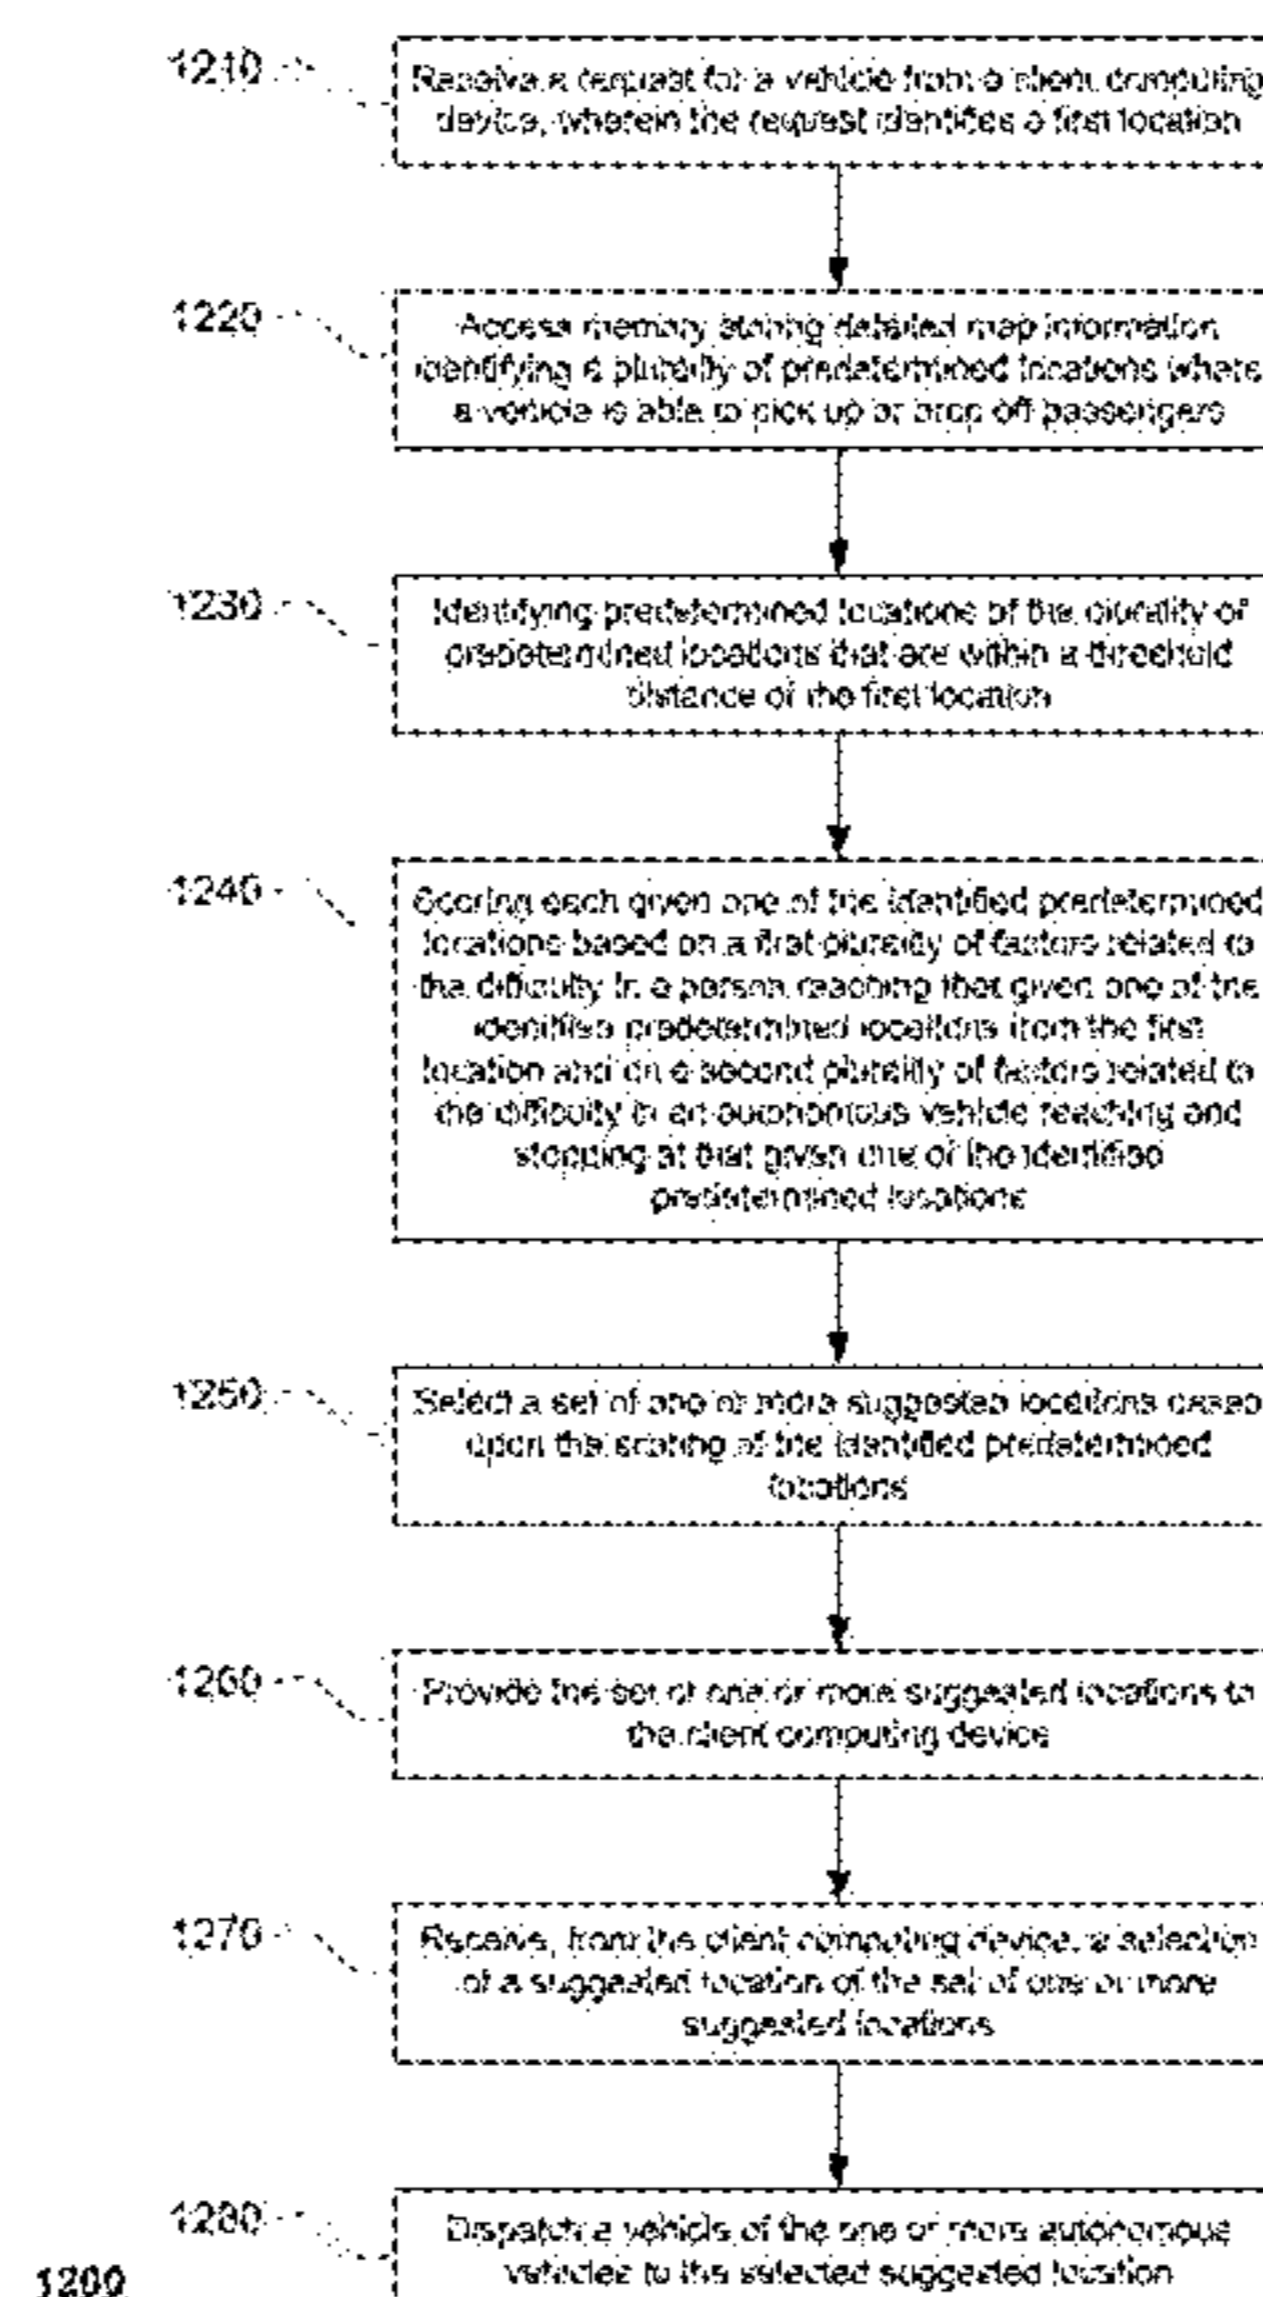 1210
Receive a request for a vehicle from a client computing
device, wherein the request identifies a first location
1220
Access memory storing detailed map information
identifying a plurality of predetermined locations where
a vehicle is able to pick up or drop off passengers
1230
Identifying predetermined locations of the plurality of
predetermined locations that are within a threshold
distance of the first location
1240
Scoring each given one of the identified predetermined
locations based on a first plurality of factors related to
the difficulty in a person reaching that given one of the
identified predetermined locations from the first
location and on a second plurality of factors related to
the difficulty in an autonomous vehicle reaching and
stopping at that given one of the identified
predetermined locations
1250
Select a set of one or more suggested locations based
upon the scoring of the identified predetermined
locations
1260
Provide the set of one or more suggested locations to
the client computing device
1270
Receive, from the client computing device, a selection
of a suggested location of the set of one or more
suggested locations
1280
Dispatch a vehicle of the one or more autonomous
vehicles to the selected suggested location
1200